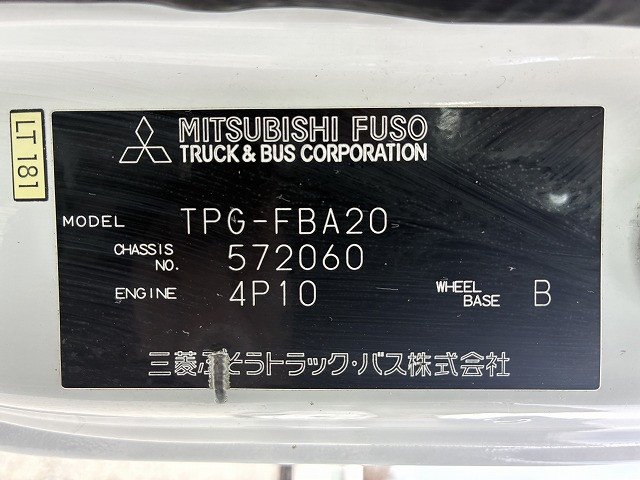 LT 181
MITSUBISHI FUSO
TRUCK & BUS CORPORATION
MODEL TPG-FBA20
CHASSIS NO. 572060
ENGINE 4P10 WHEEL BASE B
三菱ふそうトラック・バス株式会社